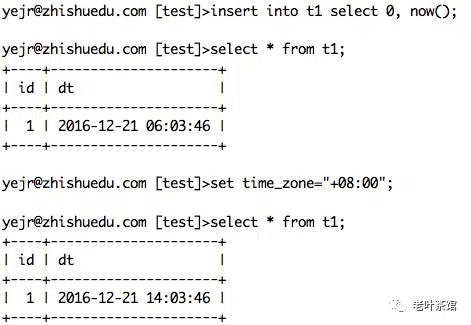 yejr@zhishuedu.com [test]>insert into t1 select 0, now();
yejr@zhishuedu.com [test]>select * from t1;
+----+---------------------+
| id | dt                  |
+----+---------------------+
|  1 | 2016-12-21 06:03:46 |
+----+---------------------+
yejr@zhishuedu.com [test]>set time_zone="+08:00";
yejr@zhishuedu.com [test]>select * from t1;
+----+---------------------+
| id | dt                  |
+----+---------------------+
|  1 | 2016-12-21 14:03:46 |
+----+---------------------+
老叶茶馆